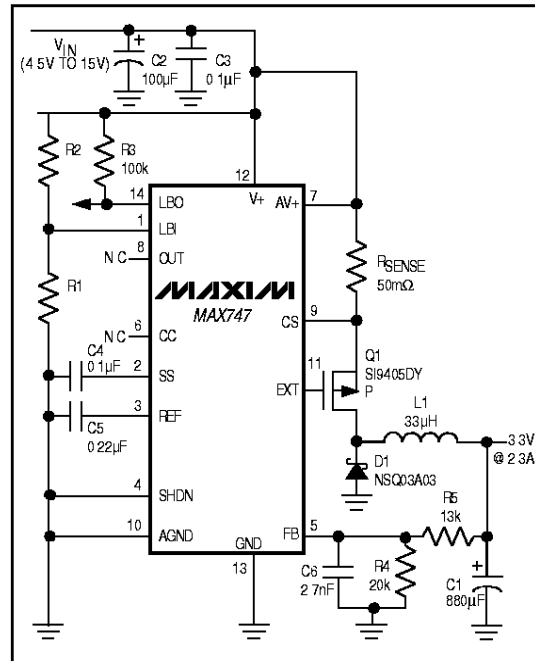 VIN
(4 5V TO 15V)
+
C2
100µF
C3
0 1µF
R2
R3
100k
12
V+
14
LBO
AV+
7
1
LBI
8
N C
OUT
RSENSE
50mΩ
R1
MAXIM
MAX747
CS
9
6
N C
CC
C4
0 1µF
2
SS
Q1
SI9405DY
P
11
EXT
3
REF
C5
0 22µF
L1
33µH
3 3V
@ 2 3A
D1
NSQ03A03
4
SHDN
R5
13k
10
AGND
FB
5
GND
13
C6
2 7nF
R4
20k
+
C1
880µF